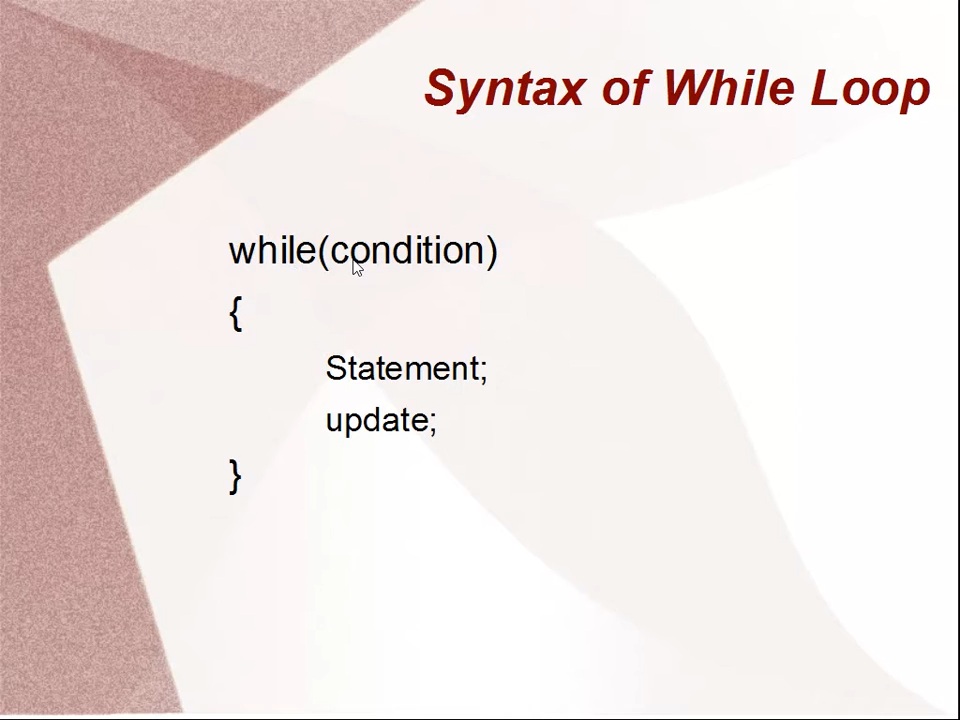 Syntax of While Loop
while(condition)
{
Statement;
update;
}